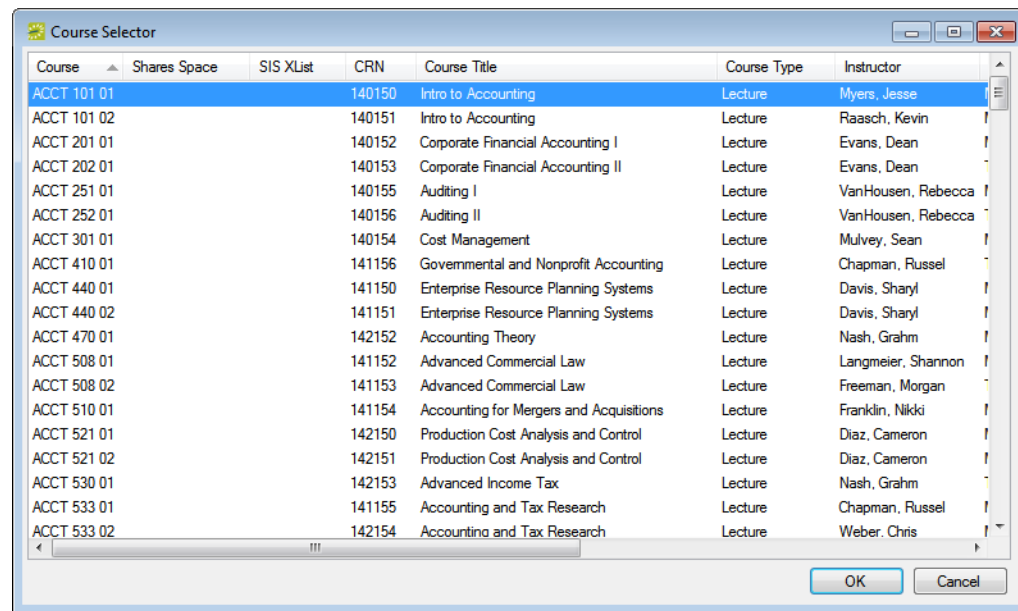 Course Selector
Course Shares Space SIS XList CRN Course Title Course Type Instructor
ACCT 101 01 140150 Intro to Accounting Lecture Myers, Jesse
ACCT 101 02 140151 Intro to Accounting Lecture Raasch, Kevin
ACCT 201 01 140152 Corporate Financial Accounting I Lecture Evans, Dean
ACCT 202 01 140153 Corporate Financial Accounting II Lecture Evans, Dean
ACCT 251 01 140155 Auditing I Lecture VanHousen, Rebecca
ACCT 252 01 140156 Auditing II Lecture VanHousen, Rebecca
ACCT 301 01 140154 Cost Management Lecture Mulvey, Sean
ACCT 410 01 141156 Governmental and Nonprofit Accounting Lecture Chapman, Russel
ACCT 440 01 141150 Enterprise Resource Planning Systems Lecture Davis, Sharyl
ACCT 440 02 141151 Enterprise Resource Planning Systems Lecture Davis, Sharyl
ACCT 470 01 142152 Accounting Theory Lecture Nash, Grahm
ACCT 508 01 141152 Advanced Commercial Law Lecture Langmeier, Shannon
ACCT 508 02 141153 Advanced Commercial Law Lecture Freeman, Morgan
ACCT 510 01 141154 Accounting for Mergers and Acquisitions Lecture Franklin, Nikki
ACCT 521 01 142150 Production Cost Analysis and Control Lecture Diaz, Cameron
ACCT 521 02 142151 Production Cost Analysis and Control Lecture Diaz, Cameron
ACCT 530 01 142153 Advanced Income Tax Lecture Nash, Grahm
ACCT 533 01 141155 Accounting and Tax Research Lecture Chapman, Russel
ACCT 533 02 142154 Accounting and Tax Research Lecture Weber, Chris
OK Cancel